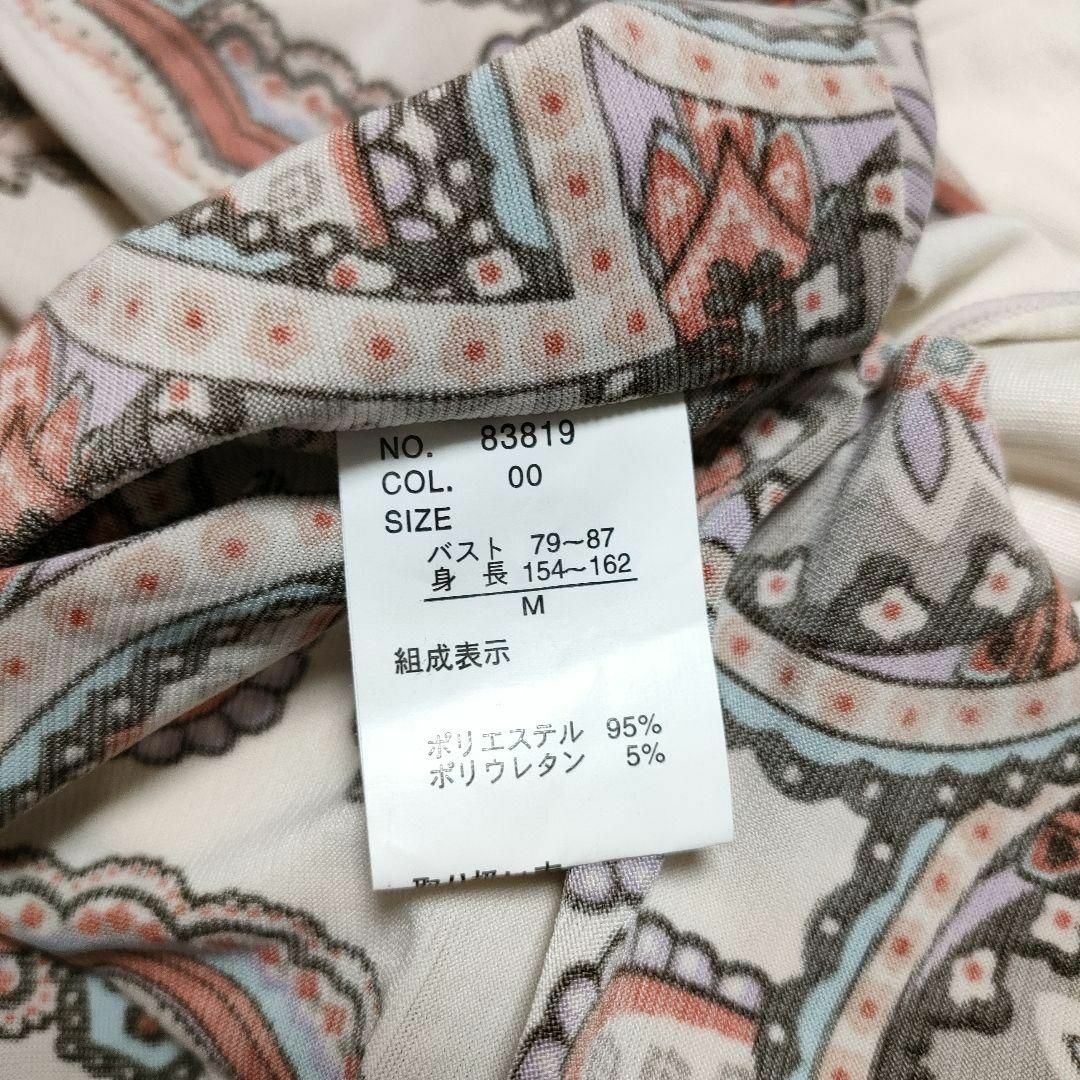 NO. 83819
COL. 00
SIZE
バスト 79～87
身 長 154～162
M
組成表示
ポリエステル 95%
ポリウレタン 5%